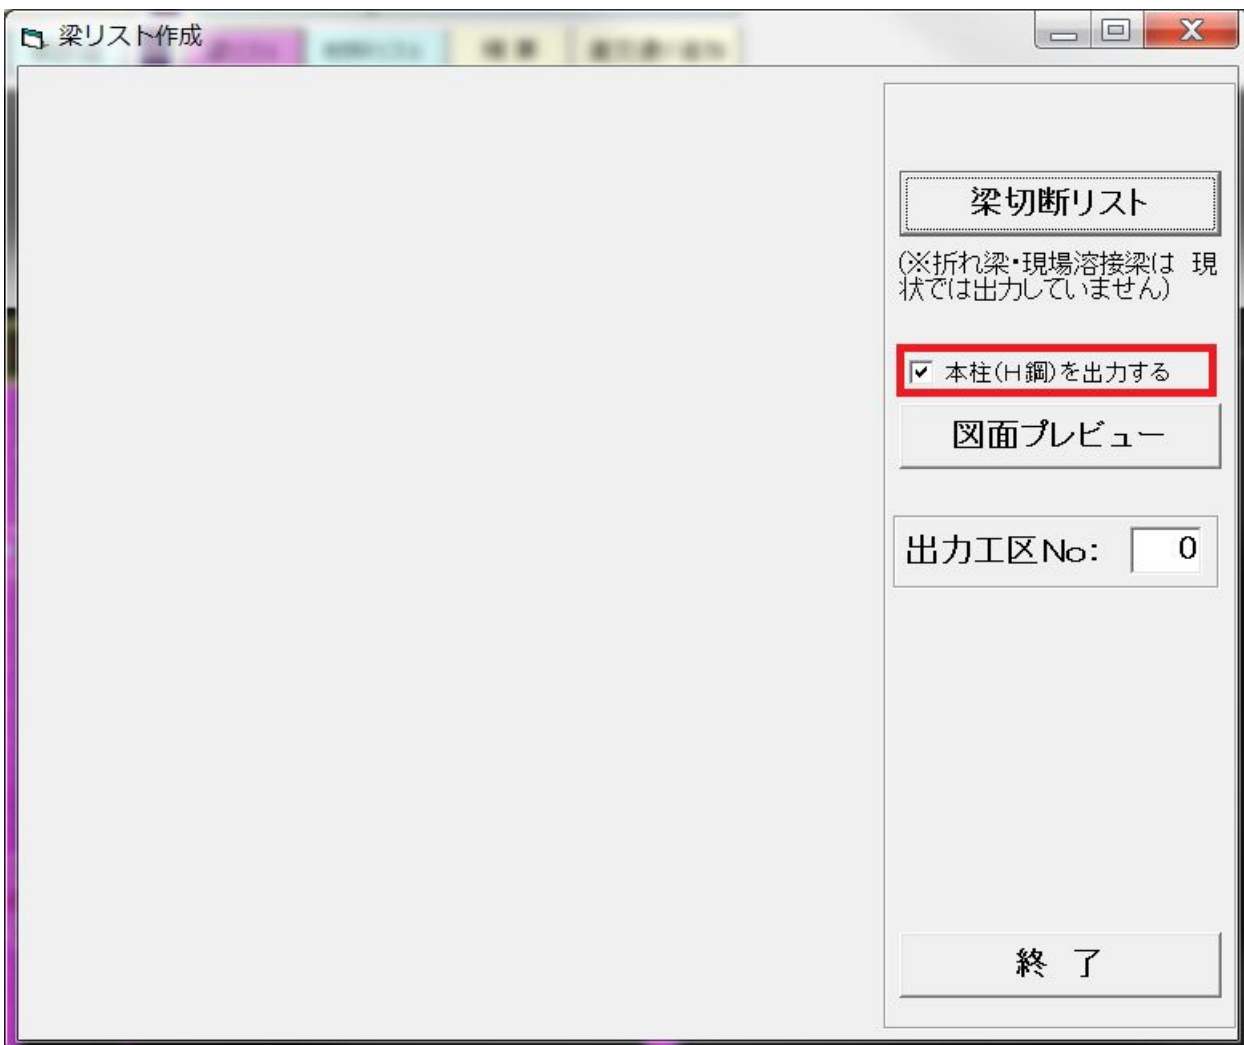 梁リスト作成
梁切断リスト
(※折れ梁・現場溶接梁は 現
状では出力していません)
本柱(H鋼)を出力する
図面プレビュー
出力工区No: 0
終 了